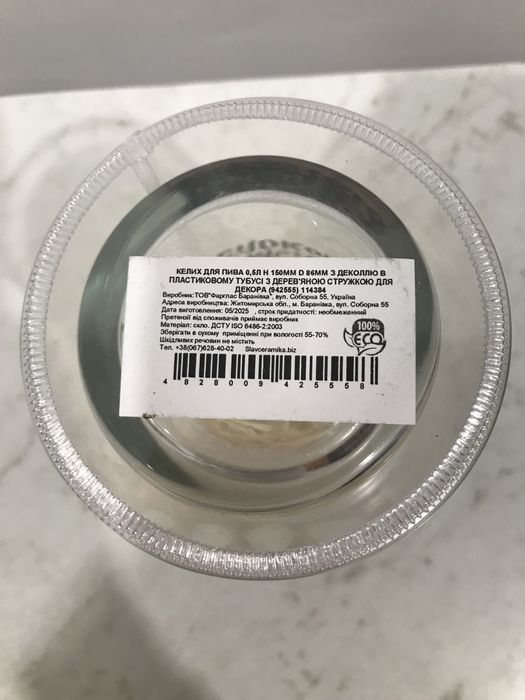 КЕЛИХ ДЛЯ ПИВА 0,5Л H 150ММ D 86ММ З ДЕКОЛЛЮ В
ПЛАСТИКОВОМУ ТУБУСІ З ДЕРЕВ'ЯНОЮ СТРУЖКОЮ ДЛЯ
ДЕКОРА (942555) 114384
Виробник:ТОВ"Фарглас Баранівка", вул. Соборна 55, Україна
Адреса виробництва: Житомирська обл., м. Баранівка, вул. Соборна 55
Дата виготовлення: 05/2025 , строк придатності: необмежений
Претензії від споживачів приймає виробник
Матеріал: скло. ДСТУ ISO 6486-2:2003
Зберігати в сухому приміщенні при вологості 55-70%
Шкідливих речовин не містить
Тел. +38(067)628-40-02 Slavceramika.biz
100%
ECO
4 828009 425558